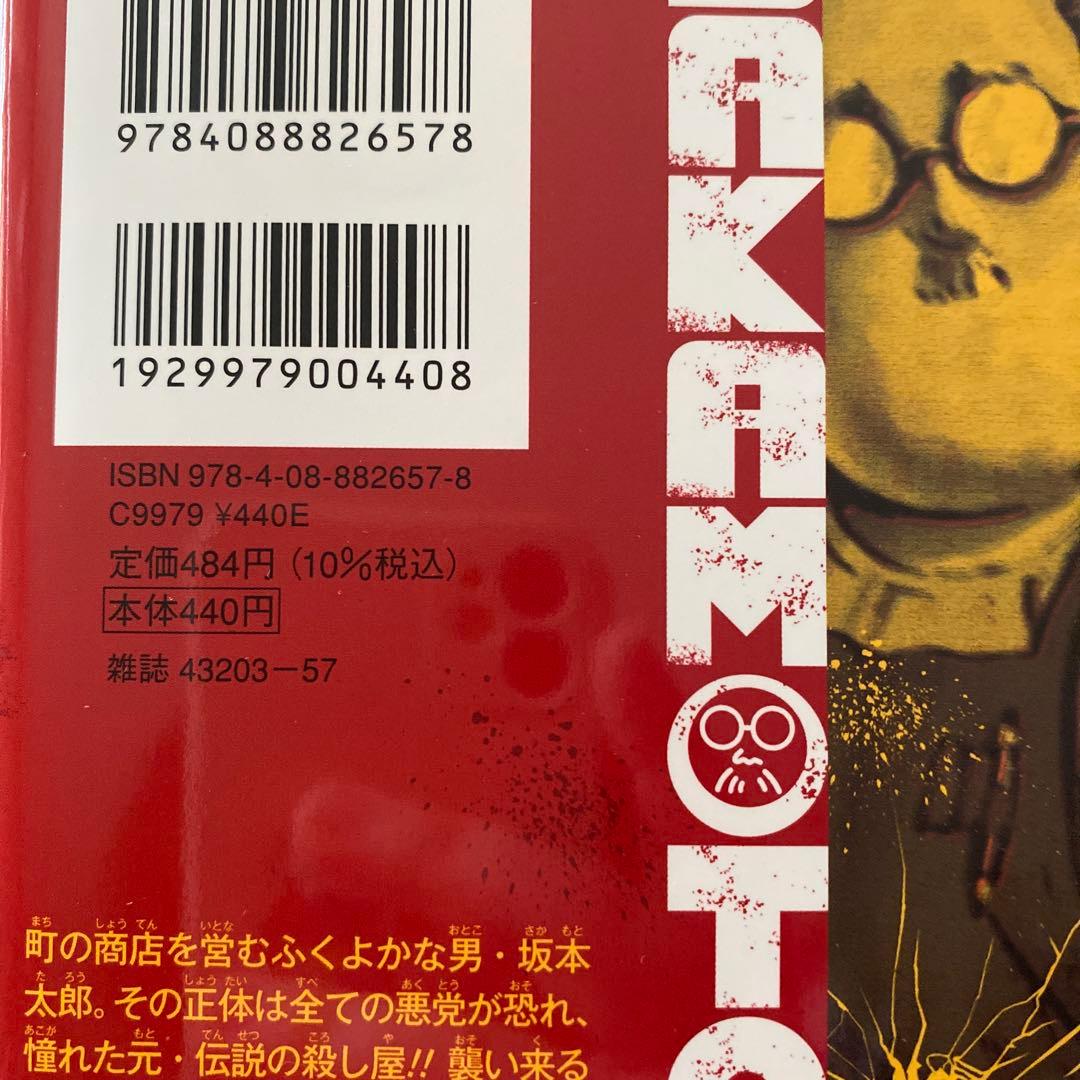 9784088826578
1929979004408
ISBN 978-4-08-882657-8
C9979 ¥440E
定価484円(10%税込)
本体440円
雑誌 43203-57
SAKAMOTO
町の商店を営むふくよかな男・坂本
太郎。その正体は全ての悪党が恐れ、
憧れた元・伝説の殺し屋!! 襲い来る